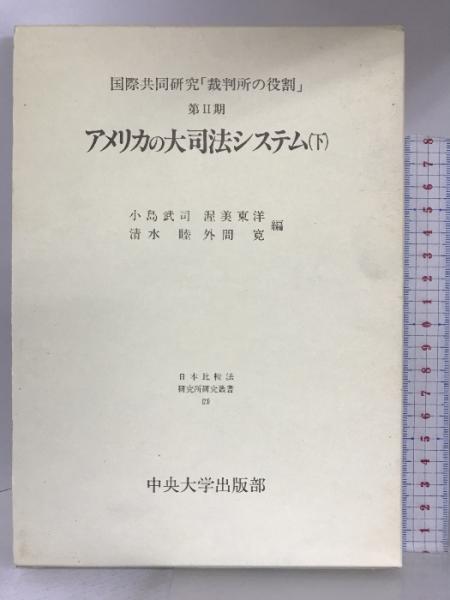 国際共同研究「裁判所の役割」
第II期
アメリカの大司法システム(下)
小島武司 渥美東洋
清水 睦 外間 寛 編
日本比較法
研究所研究叢書
中央大学出版部